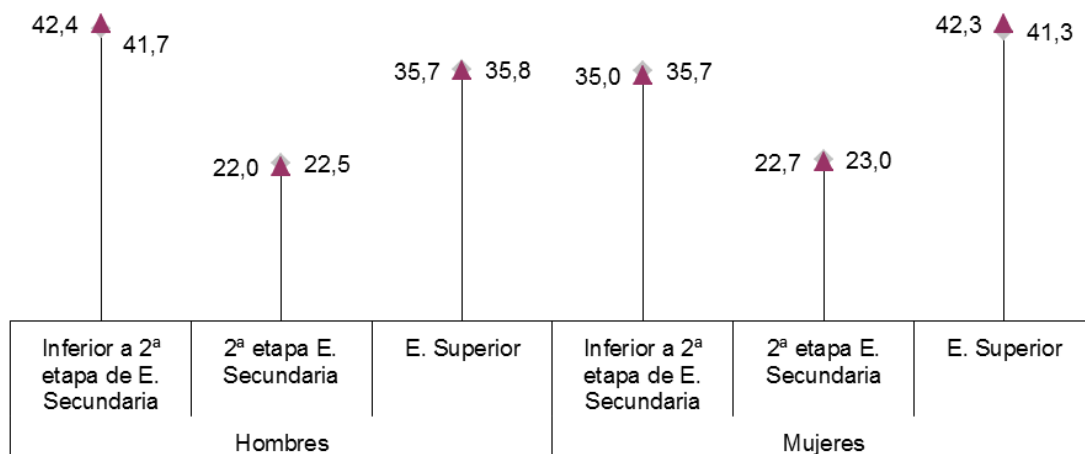 42,4
41,7
22,0
22,5
35,7
35,8
35,0
35,7
22,7
23,0
42,3
41,3
Inferior a 2ª
etapa de E.
Secundaria
2ª etapa E.
Secundaria
E. Superior
Inferior a 2ª
etapa de E.
Secundaria
2ª etapa E.
Secundaria
E. Superior
Hombres
Mujeres